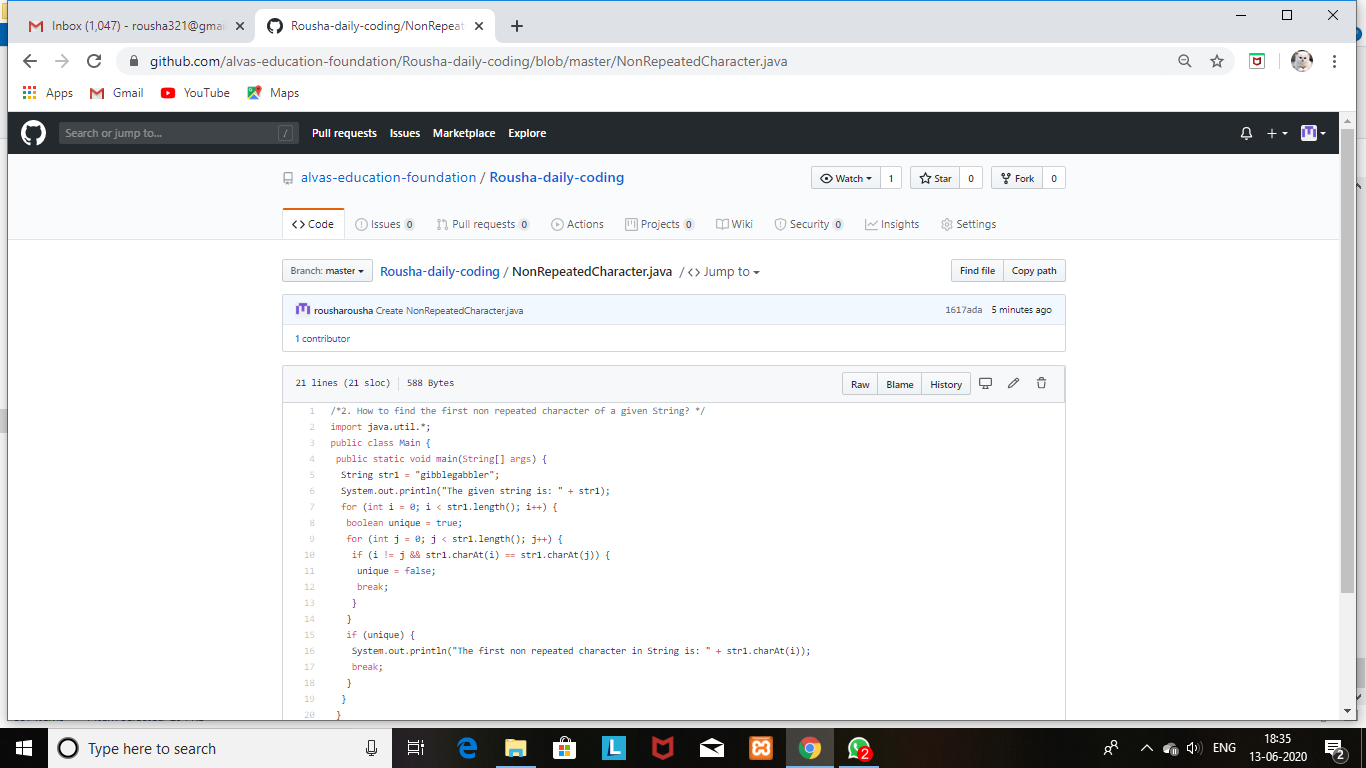 Inbox (1,047) - rousha321@gmai
Rousha-daily-coding/NonRepeat
github.com/alvas-education-foundation/Rousha-daily-coding/blob/master/NonRepeatedCharacter.java
Apps Gmail YouTube Maps
Search or jump to... / Pull requests Issues Marketplace Explore
alvas-education-foundation / Rousha-daily-coding Watch 1 Star 0 Fork 0
Code Issues 0 Pull requests 0 Actions Projects 0 Wiki Security 0 Insights Settings
Branch: master Rousha-daily-coding / NonRepeatedCharacter.java / <> Jump to Find file Copy path
rousharousha Create NonRepeatedCharacter.java 1617ada 5 minutes ago
1 contributor
21 lines (21 sloc) 588 Bytes Raw Blame History
1 /*2. How to find the first non repeated character of a given String? */
2 import java.util.*;
3 public class Main {
4 public static void main(String[] args) {
5 String str1 = "gibblegabbler";
6 System.out.println("The given string is: " + str1);
7 for (int i = 0; i < str1.length(); i++) {
8 boolean unique = true;
9 for (int j = 0; j < str1.length(); j++) {
10 if (i != j && str1.charAt(i) == str1.charAt(j)) {
11 unique = false;
12 break;
13 }
14 }
15 if (unique) {
16 System.out.println("The first non repeated character in String is: " + str1.charAt(i));
17 break;
18 }
19 }
20 }
Type here to search L 2 ENG 18:35 2
13-06-2020